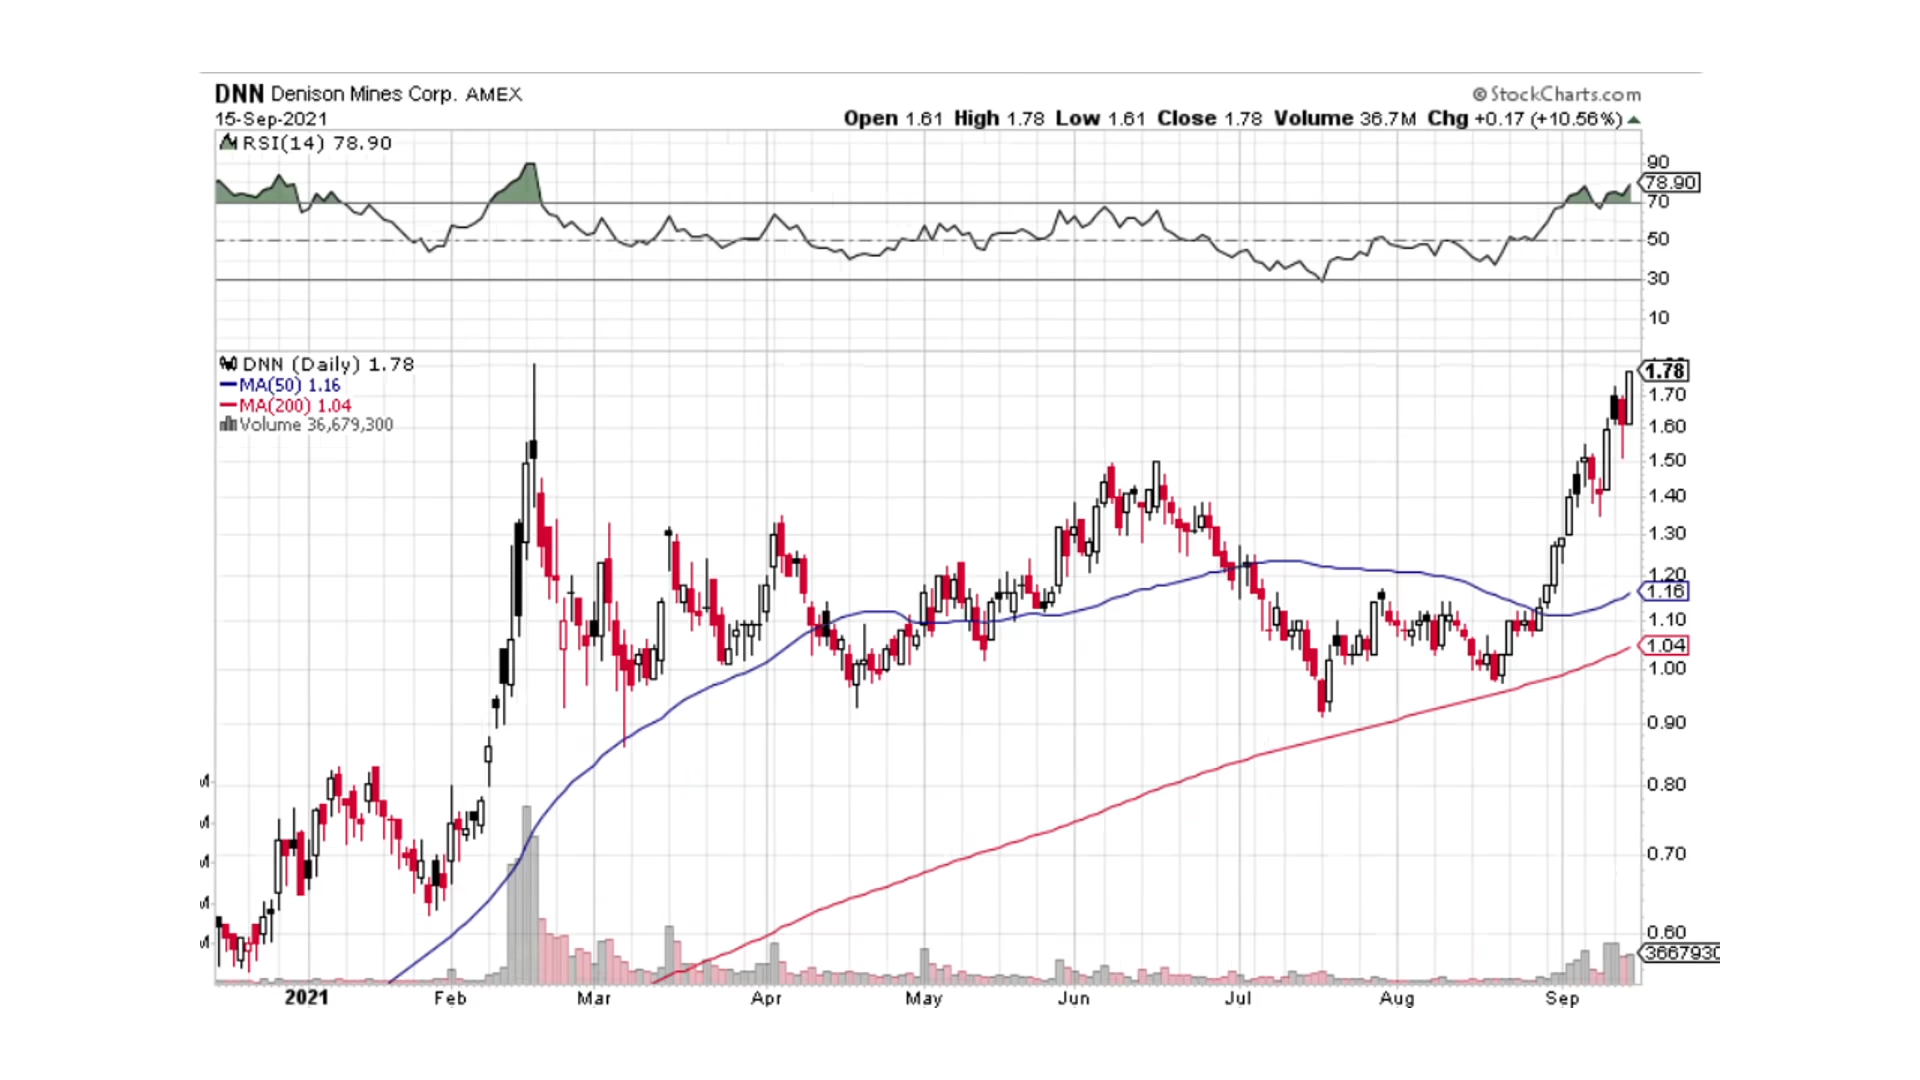 DNN Denison Mines Corp. AMEX
© StockCharts.com
15-Sep-2021
Open 1.61 High 1.78 Low 1.61 Close 1.78 Volume 36.7M Chg +0.17 (+10.56%)
RSI(14) 78.90
90
78.90
70
50
30
10
DNN (Daily) 1.78
MA(50) 1.16
MA(200) 1.04
Volume 36,679,300
1.78
1.70
1.60
1.50
1.40
1.30
1.20
1.16
1.10
1.04
1.00
0.90
0.80
0.70
0.60
3667930
M
M
M
M
M
2021 Feb Mar Apr May Jun Jul Aug Sep